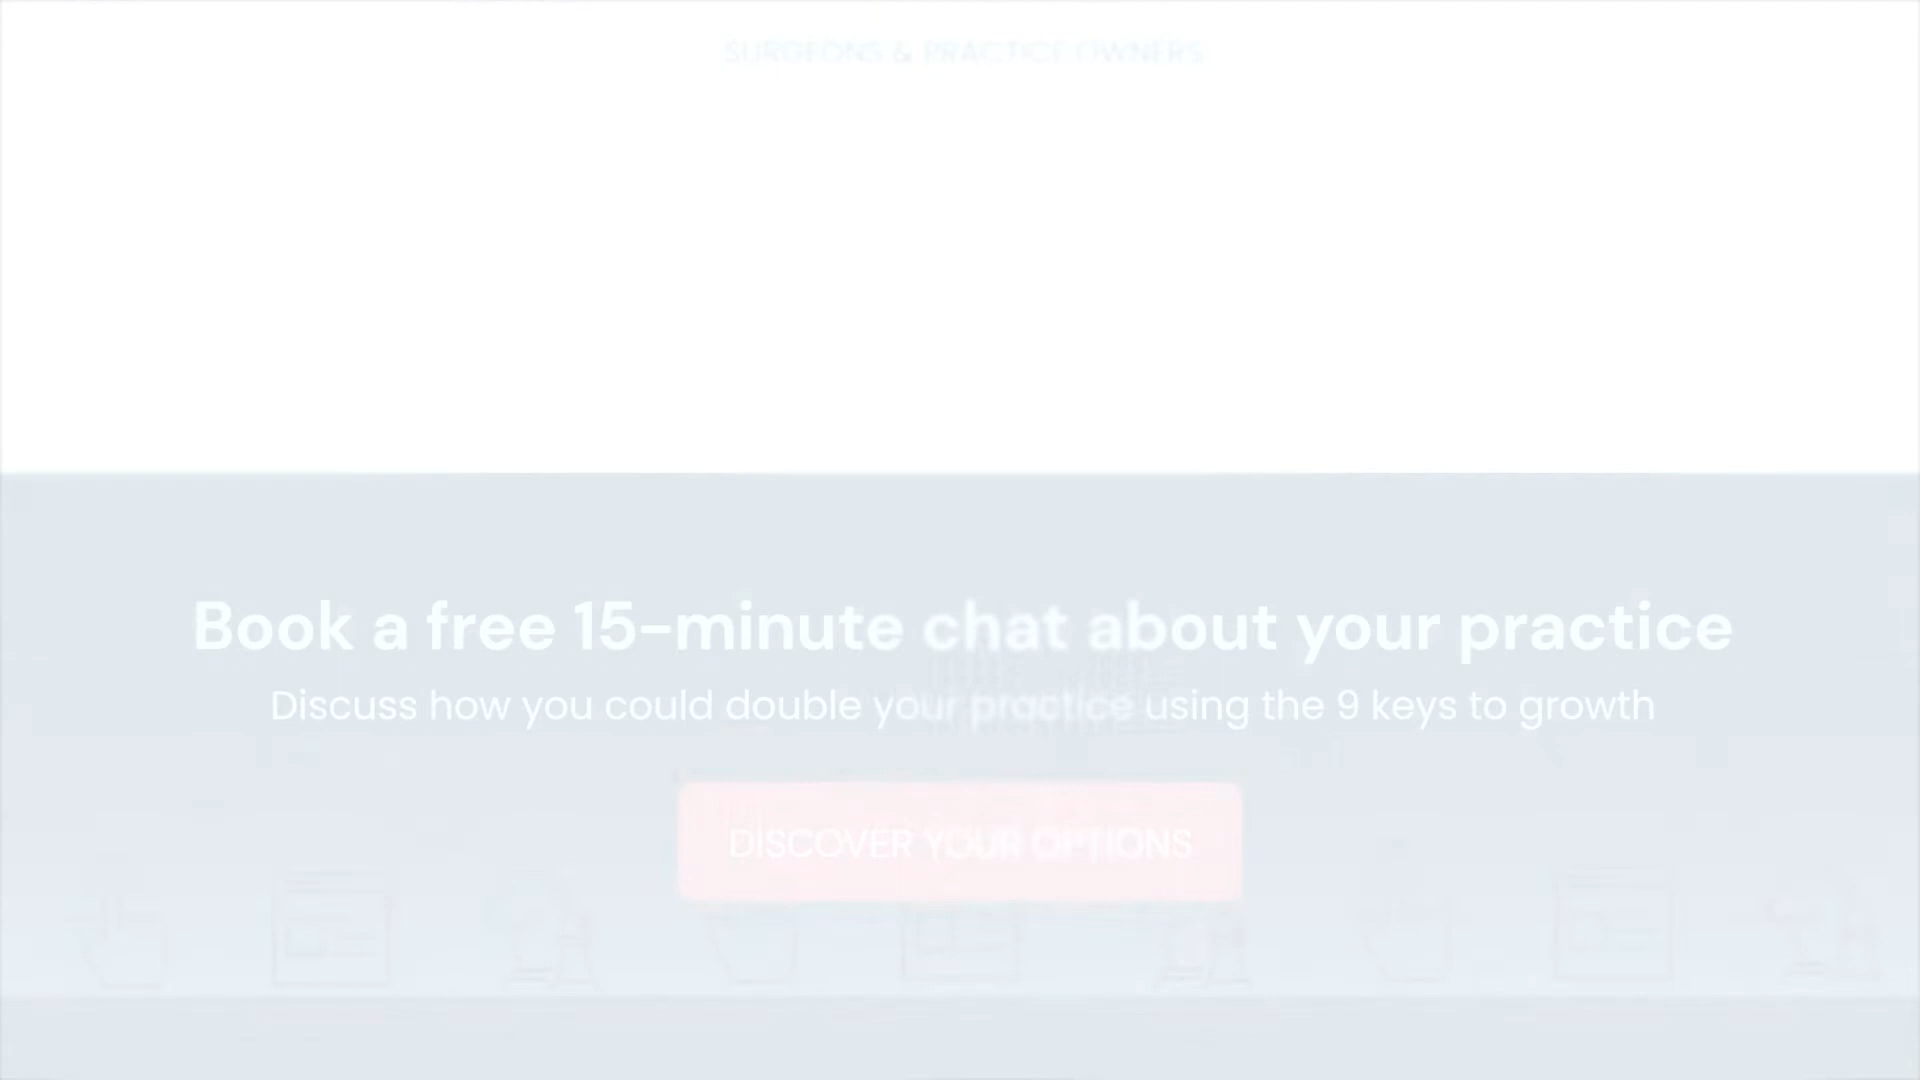 SURGEONS & PRACTICE OWNERS
Book a free 15-minute chat about your practice
Discuss how you could double your practice using the 9 keys to growth
DISCOVER YOUR OPTIONS